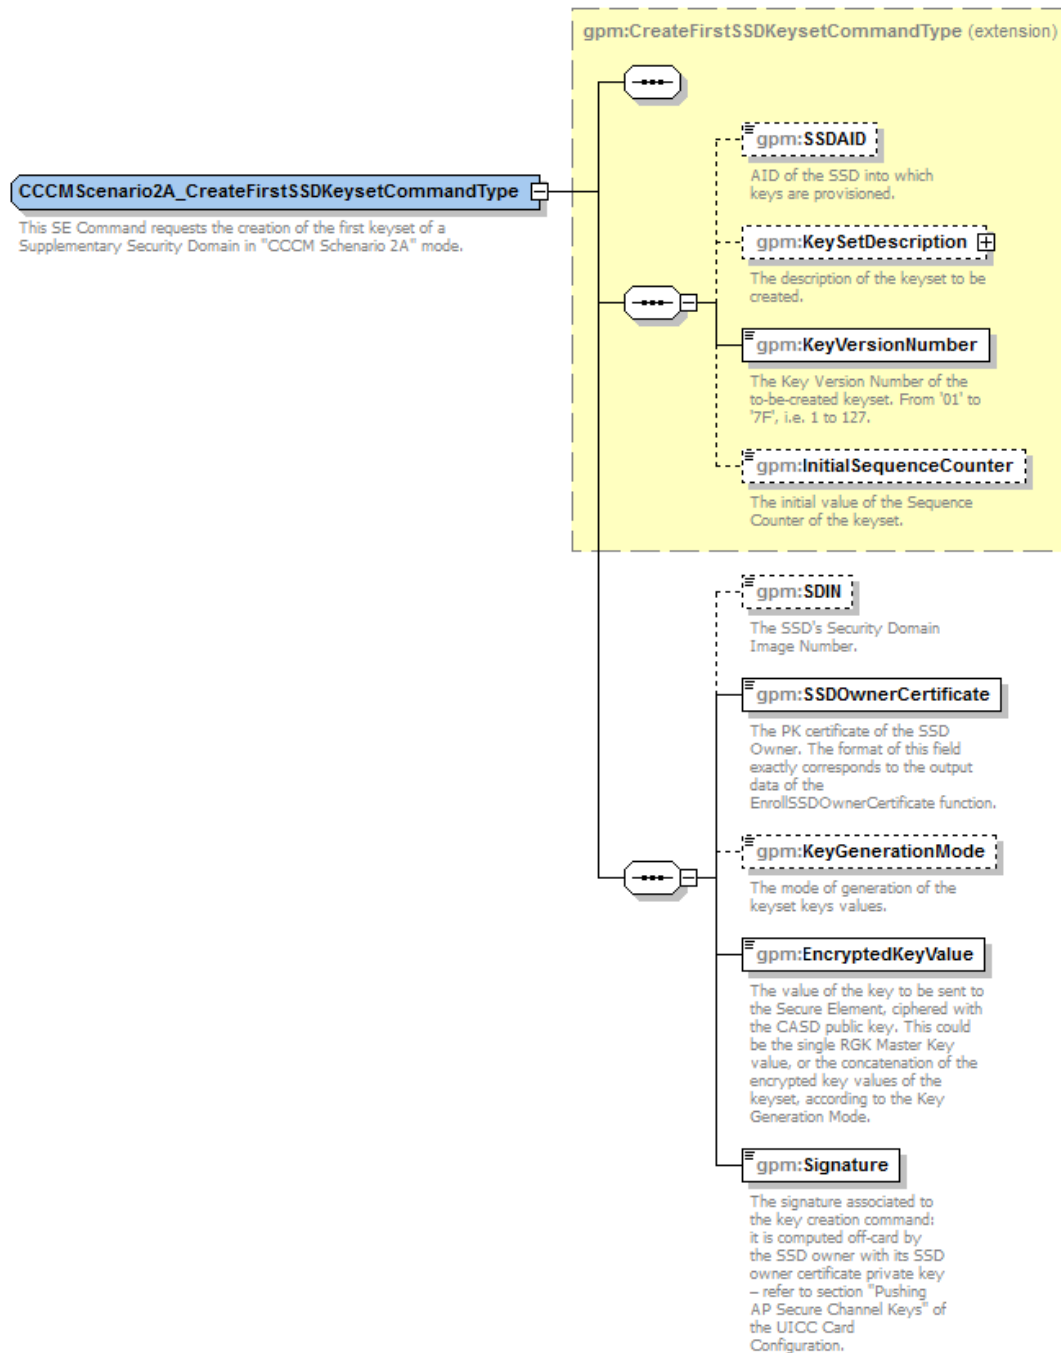 gpm:CreateFirstSSDKeysetCommandType (extension)
gpm:SSDAID
AID of the SSD into which
keys are provisioned.
CCCMScenario2A_CreateFirstSSDKeysetCommandType
This SE Command requests the creation of the first keyset of a
Supplementary Security Domain in "CCCM Schenario 2A" mode.
gpm:KeySetDescription
The description of the keyset to be
created.
gpm:KeyVersionNumber
The Key Version Number of the
to-be-created keyset. From '01' to
'7F', i.e. 1 to 127.
gpm:InitialSequenceCounter
The initial value of the Sequence
Counter of the keyset.
gpm:SDIN
The SSD's Security Domain
Image Number.
gpm:SSDOwnerCertificate
The PK certificate of the SSD
Owner. The format of this field
exactly corresponds to the output
data of the
EnrollSSDOwnerCertificate function.
gpm:KeyGenerationMode
The mode of generation of the
keyset keys values.
gpm:EncryptedKeyValue
The value of the key to be sent to
the Secure Element, ciphered with
the CASD public key. This could
be the single RGK Master Key
value, or the concatenation of the
encrypted key values of the
keyset, according to the Key
Generation Mode.
gpm:Signature
The signature associated to
the key creation command:
it is computed off-card by
the SSD owner with its SSD
owner certificate private key
– refer to section "Pushing
AP Secure Channel Keys" of
the UICC Card
Configuration.